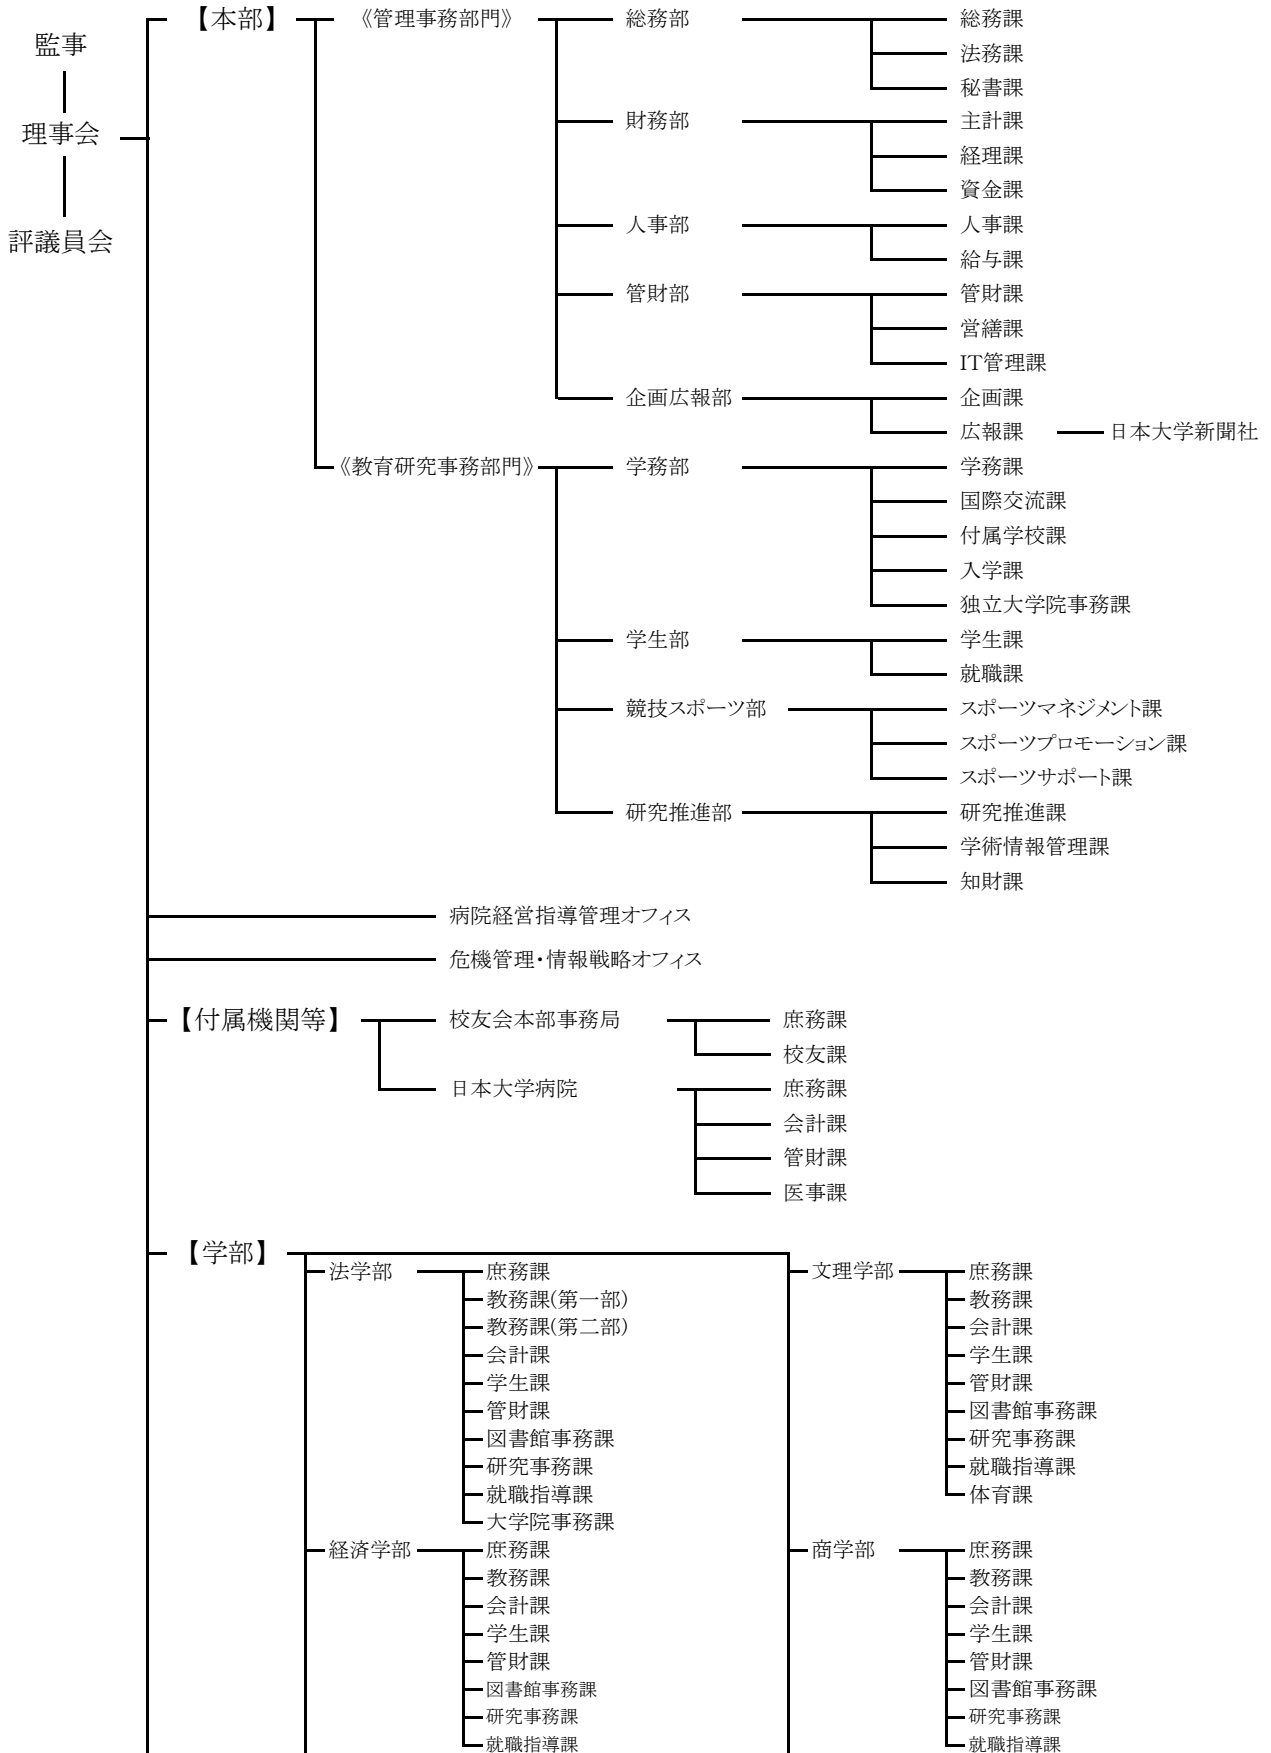 監事
理事会
評議員会
【本部】
《管理事務部門》
総務部
総務課
法務課
秘書課
財務部
主計課
経理課
資金課
人事部
人事課
給与課
管財部
管財課
営繕課
IT管理課
企画広報部
企画課
広報課
日本大学新聞社
《教育研究事務部門》
学務部
学務課
国際交流課
付属学校課
入学課
独立大学院事務課
学生部
学生課
就職課
競技スポーツ部
スポーツマネジメント課
スポーツプロモーション課
スポーツサポート課
研究推進部
研究推進課
学術情報管理課
知財課
病院経営指導管理オフィス
危機管理・情報戦略オフィス
【付属機関等】
校友会本部事務局
庶務課
校友課
日本大学病院
庶務課
会計課
管財課
医事課
【学部】
法学部
庶務課
教務課(第一部)
教務課(第二部)
会計課
学生課
管財課
図書館事務課
研究事務課
就職指導課
大学院事務課
文理学部
庶務課
教務課
会計課
学生課
管財課
図書館事務課
研究事務課
就職指導課
体育課
経済学部
庶務課
教務課
会計課
学生課
管財課
図書館事務課
研究事務課
就職指導課
商学部
庶務課
教務課
会計課
学生課
管財課
図書館事務課
研究事務課
就職指導課